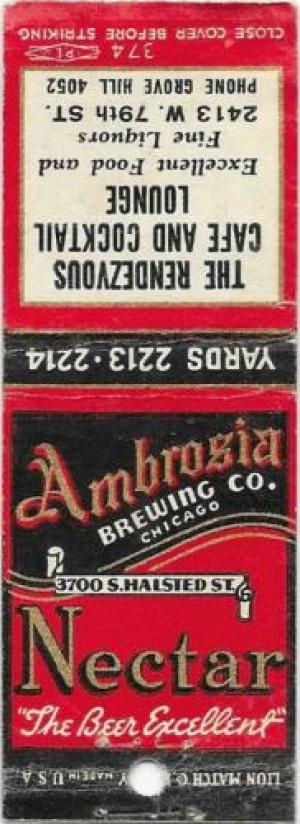 CLOSE COVER BEFORE STRIKING
374
THE RENDEZVOUS
CAFE AND COCKTAIL
LOUNGE
Excellent Food and
Fine Liquors
2413 W. 79th ST.
PHONE GROVE HILL 4052
YARDS 2213 · 2214
Ambrosia
BREWING CO.
CHICAGO
3700 S. HALSTED ST.
Nectar
"The Beer Excellent"
LION MATCH MADE IN U S A